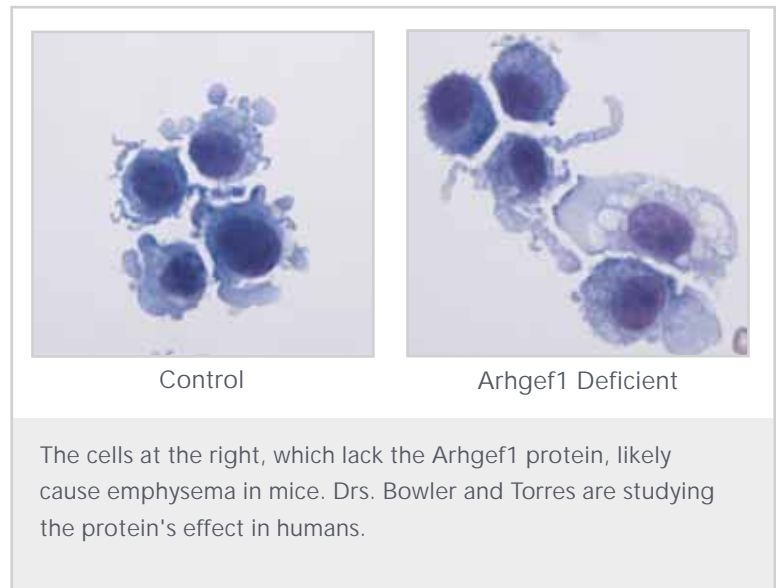 Control
Arhgef1 Deficient
The cells at the right, which lack the Arhgef1 protein, likely
cause emphysema in mice. Drs. Bowler and Torres are studying
the protein's effect in humans.